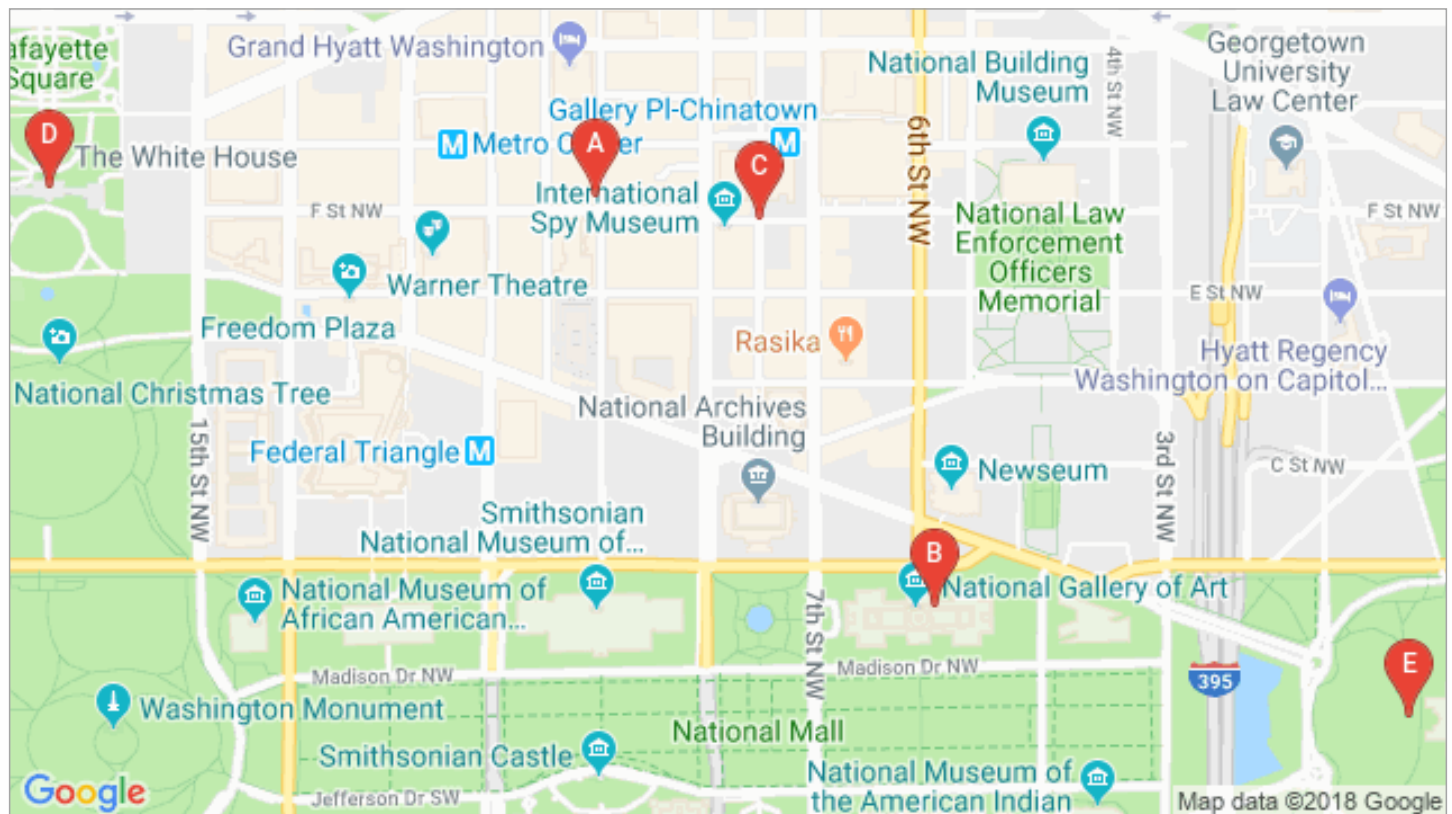 afayette
Square
D
The White House
Grand Hyatt Washington
Gallery Pl-Chinatown
M
M Metro
A
C
International
Spy Museum
F St NW
Warner Theatre
Freedom Plaza
National Christmas Tree
15th St NW
Federal Triangle M
6th St NW
National Building
Museum
4th St NW
Georgetown
University
Law Center
National Law
Enforcement
Officers
Memorial
F St NW
E St NW
Hyatt Regency
Washington on Capitol...
Rasika
National Archives
Building
Newseum
3rd St NW
C St NW
Smithsonian
National Museum of...
National Museum of
African American...
B
National Gallery of Art
7th St NW
Madison Dr NW
Madison Dr NW
395
E
Washington Monument
National Mall
Smithsonian Castle
National Museum of
the American Indian
Jefferson Dr SW
Google
Map data ©2018 Google